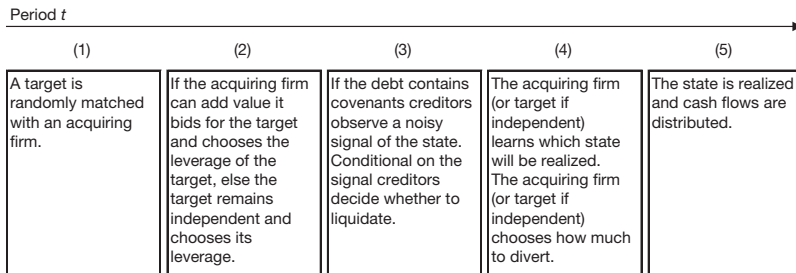 Period t
(1)
(2)
(3)
(4)
(5)
A target is
randomly matched
with an acquiring
firm.
If the acquiring firm
can add value it
bids for the target
and chooses the
leverage of the
target, else the
target remains
independent and
chooses its
leverage.
If the debt contains
covenants creditors
observe a noisy
signal of the state.
Conditional on the
signal creditors
decide whether to
liquidate.
The acquiring firm
(or target if
independent)
learns which state
will be realized.
The acquiring firm
(or target if
independent)
chooses how much
to divert.
The state is realized
and cash flows are
distributed.